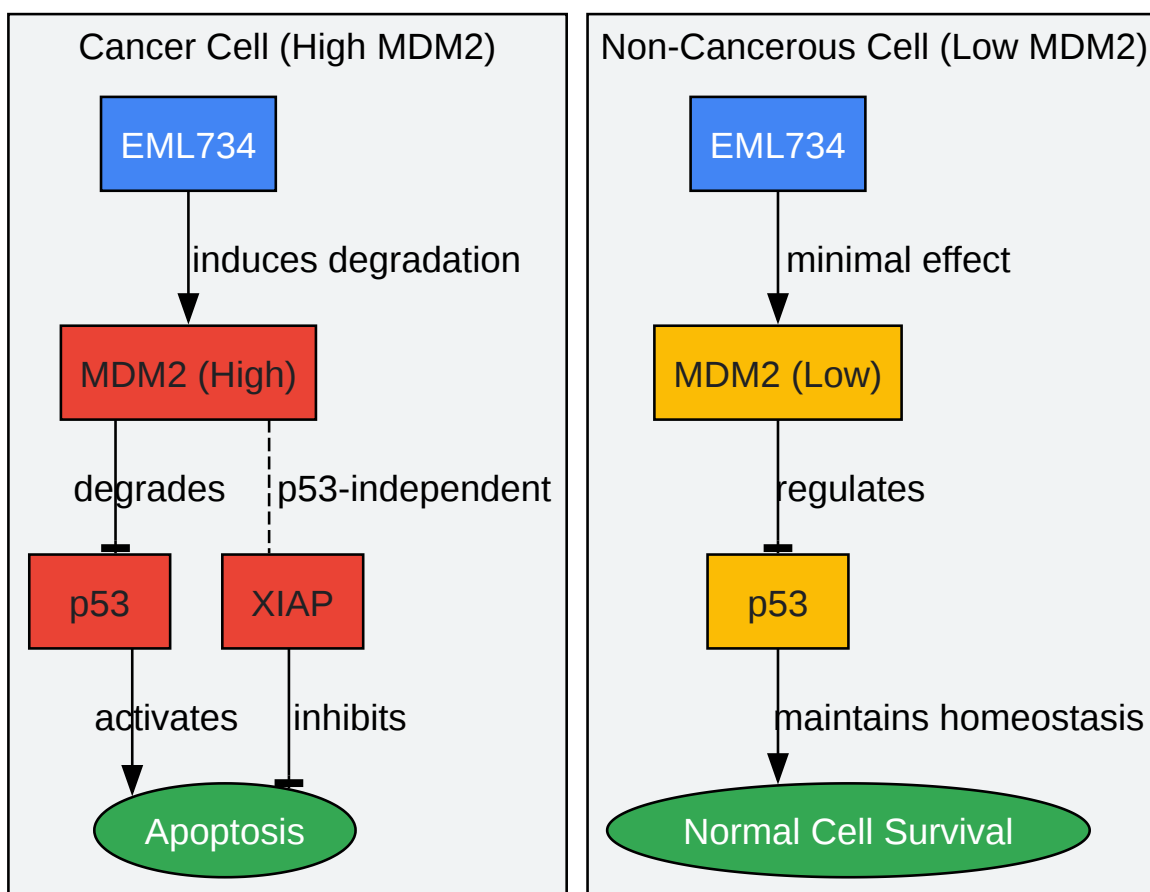 Cancer Cell (High MDM2)
EML734
induces degradation
MDM2 (High)
degrades
p53-independent
p53
XIAP
activates
inhibits
Apoptosis
Non-Cancerous Cell (Low MDM2)
EML734
minimal effect
MDM2 (Low)
regulates
p53
maintains homeostasis
Normal Cell Survival